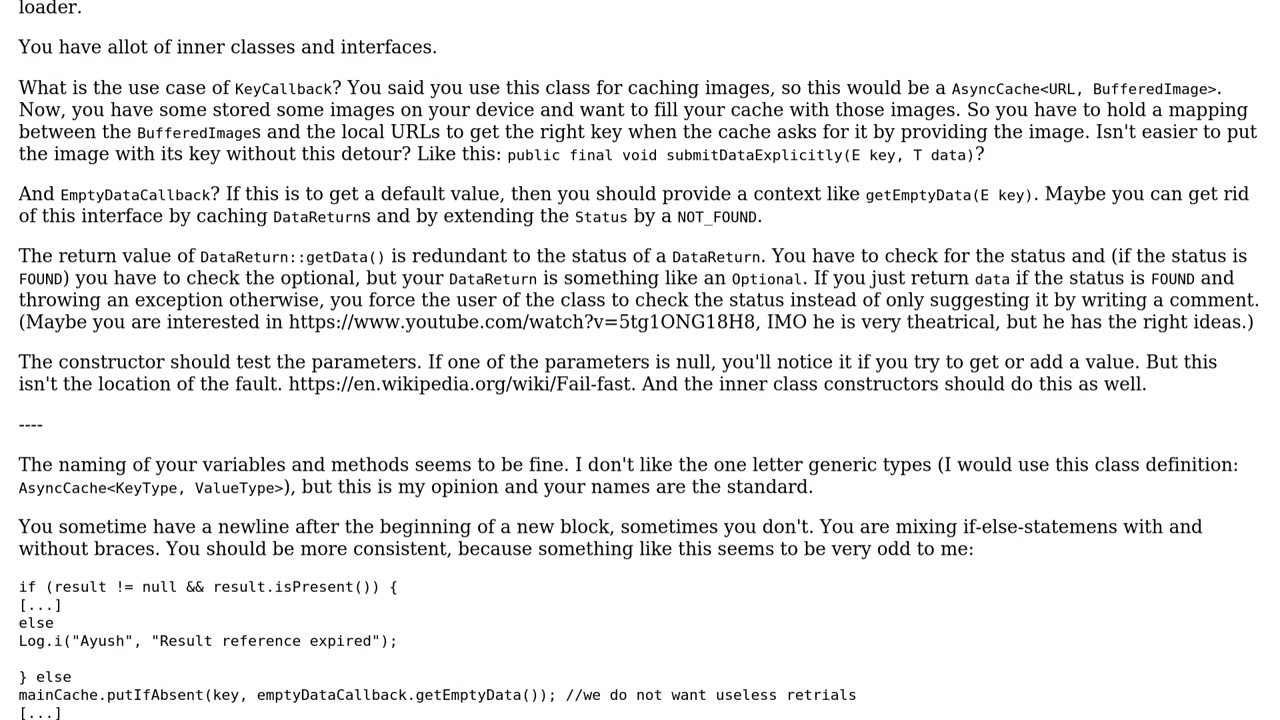 loader.
You have allot of inner classes and interfaces.
What is the use case of KeyCallback? You said you use this class for caching images, so this would be a AsyncCache<URL, BufferedImage>.
Now, you have some stored some images on your device and want to fill your cache with those images. So you have to hold a mapping
between the BufferedImages and the local URLs to get the right key when the cache asks for it by providing the image. Isn't easier to put
the image with its key without this detour? Like this: public final void submitDataExplicitly(E key, T data)?
And EmptyDataCallback? If this is to get a default value, then you should provide a context like getEmptyData(E key). Maybe you can get rid
of this interface by caching DataReturns and by extending the Status by a NOT_FOUND.
The return value of DataReturn::getData() is redundant to the status of a DataReturn. You have to check for the status and (if the status is
FOUND) you have to check the optional, but your DataReturn is something like an Optional. If you just return data if the status is FOUND and
throwing an exception otherwise, you force the user of the class to check the status instead of only suggesting it by writing a comment.
(Maybe you are interested in https://www.youtube.com/watch?v=5tg1ONG18H8, IMO he is very theatrical, but he has the right ideas.)
The constructor should test the parameters. If one of the parameters is null, you'll notice it if you try to get or add a value. But this
isn't the location of the fault. https://en.wikipedia.org/wiki/Fail-fast. And the inner class constructors should do this as well.
----
The naming of your variables and methods seems to be fine. I don't like the one letter generic types (I would use this class definition:
AsyncCache<KeyType, ValueType>), but this is my opinion and your names are the standard.
You sometime have a newline after the beginning of a new block, sometimes you don't. You are mixing if-else-statemens with and
without braces. You should be more consistent, because something like this seems to be very odd to me:
if (result != null && result.isPresent()) {
[...]
else
Log.i("Ayush", "Result reference expired");
} else
mainCache.putIfAbsent(key, emptyDataCallback.getEmptyData()); //we do not want useless retrials
[...]